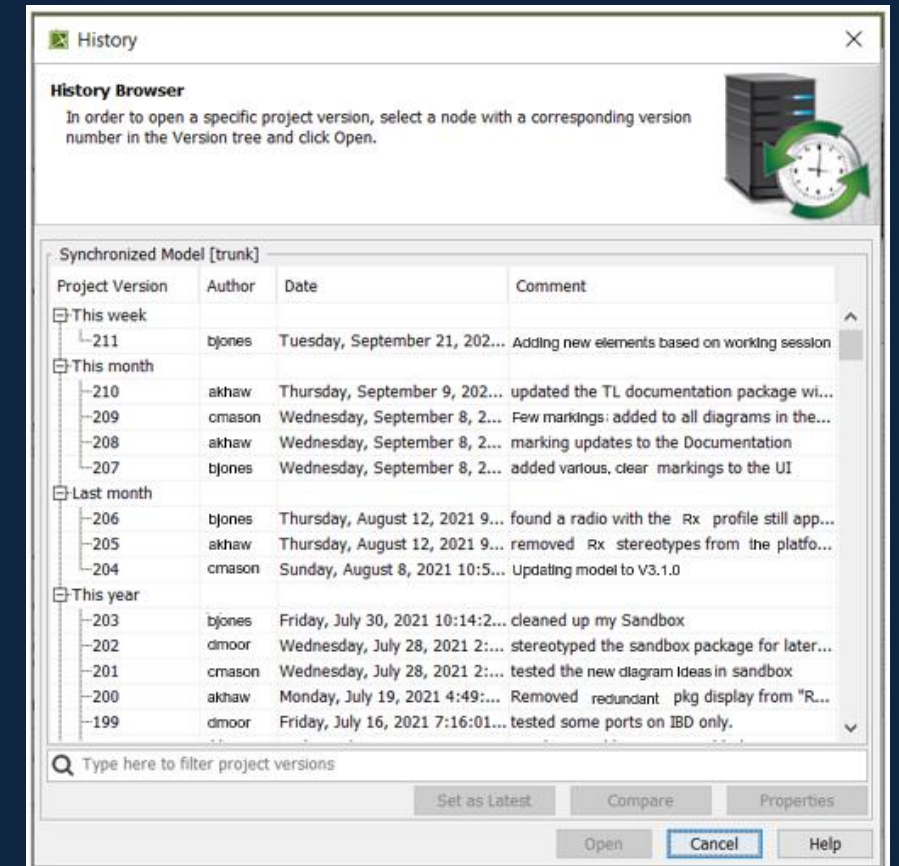 History
History Browser
In order to open a specific project version, select a node with a corresponding version
number in the Version tree and click Open.
Synchronized Model [trunk]
Project Version Author Date Comment
This week
211 bjones Tuesday, September 21, 202... Adding new elements based on working session
This month
210 akhaw Thursday, September 9, 202... updated the TL documentation package wi...
209 cmason Wednesday, September 8, 2... Few markings: added to all diagrams in the...
208 akhaw Wednesday, September 8, 2... marking updates to the Documentation
207 bjones Wednesday, September 8, 2... added various, clear markings to the UI
Last month
206 bjones Thursday, August 12, 2021 9... found a radio with the Rx profile still app...
205 akhaw Thursday, August 12, 2021 9... removed Rx stereotypes from the platfo...
204 cmason Sunday, August 8, 2021 10:5... Updating model to V3.1.0
This year
203 bjones Friday, July 30, 2021 10:14:2... cleaned up my Sandbox
202 dmoor Wednesday, July 28, 2021 2:... stereotyped the sandbox package for later...
201 cmason Wednesday, July 28, 2021 2:... tested the new diagram ideas in sandbox
200 akhaw Monday, July 19, 2021 4:49:... Removed redundant pkg display from "R...
199 dmoor Friday, July 16, 2021 7:16:01... tested some ports on IBD only.
Type here to filter project versions
Set as Latest Compare Properties
Open Cancel Help